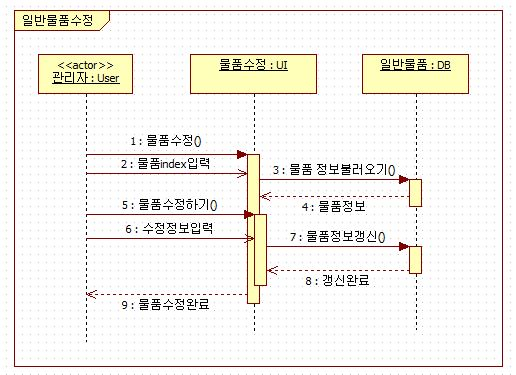 일반물품수정
<<actor>>
관리자 : User
물품수정 : UI
일반물품 : DB
1 : 물품수정()
2 : 물품index입력
3 : 물품 정보불러오기()
4 : 물품정보
5 : 물품수정하기()
6 : 수정정보입력
7 : 물품정보갱신()
8 : 갱신완료
9 : 물품수정완료